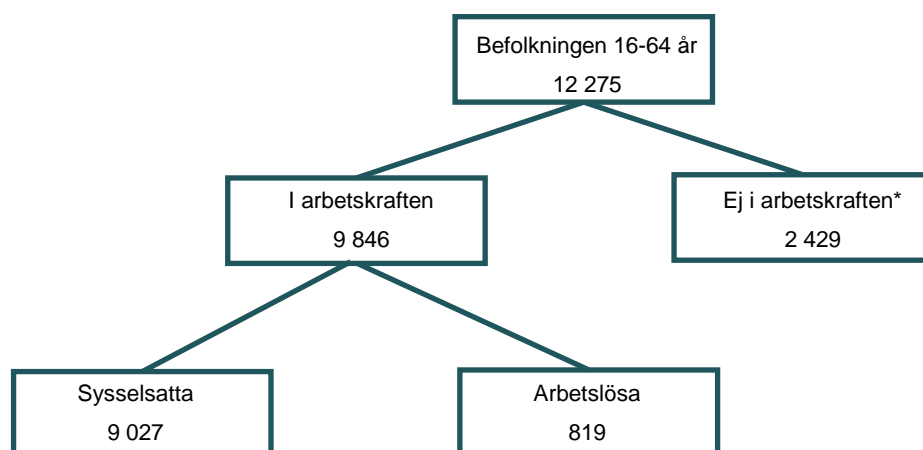 Befolkningen 16-64 år
12 275
I arbetskraften
9 846
Ej i arbetskraften*
2 429
Sysselsatta
9 027
Arbetslösa
819